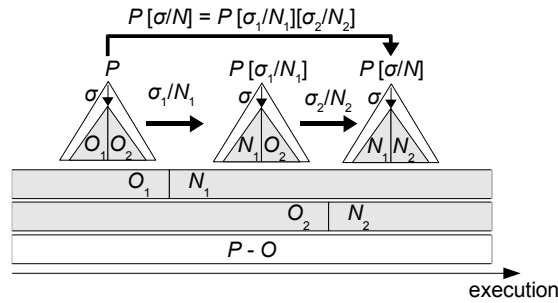 P [σ/N] = P [σ₁/N₁][σ₂/N₂]
P P [σ₁/N₁] P [σ/N]
σ σ₁/N₁ σ σ₂/N₂ σ
O₁ O₂ N₁ O₂ N₁ N₂
O₁ N₁
O₂ N₂
P - O
execution